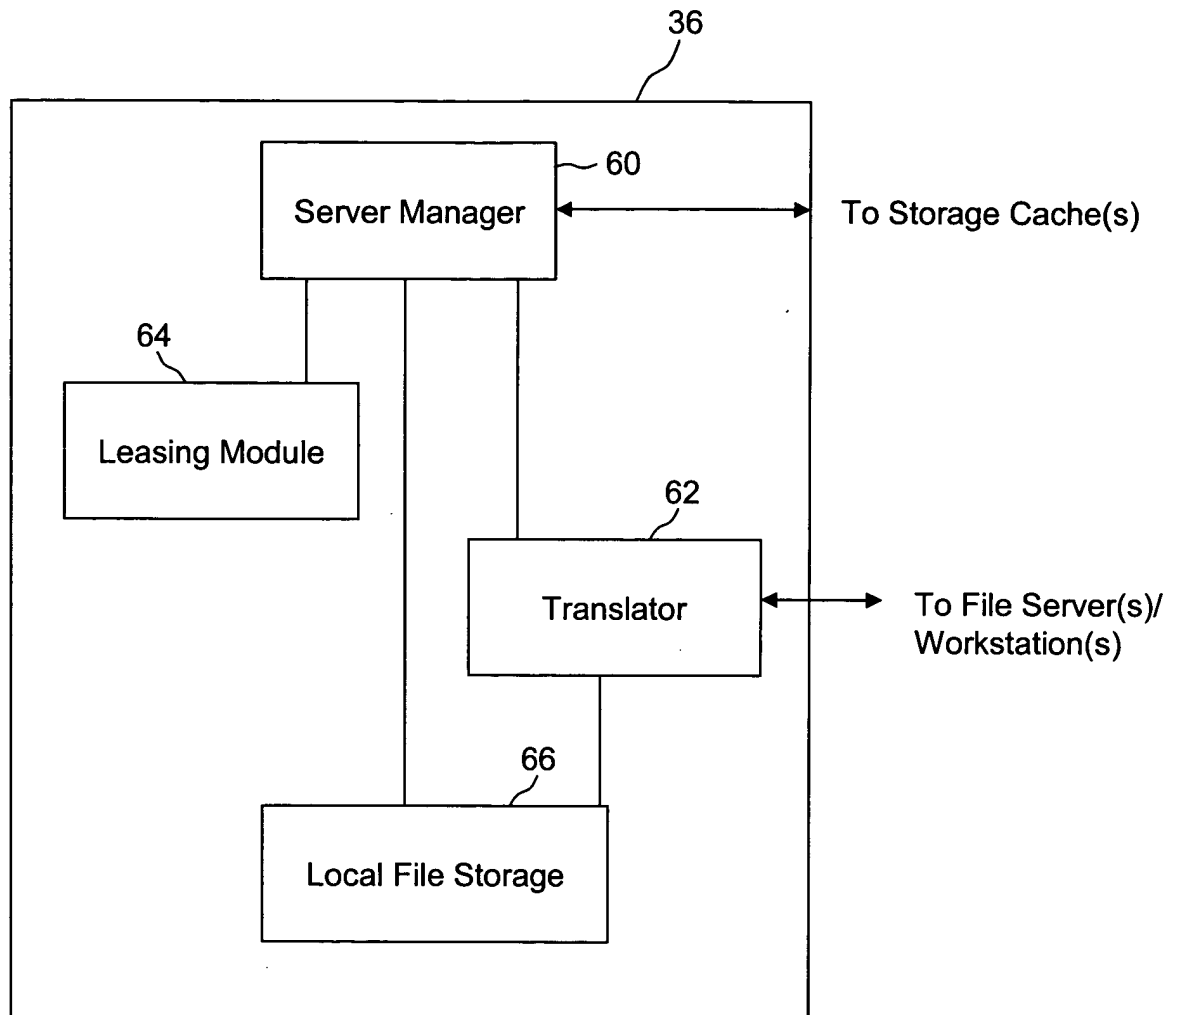 36
60
Server Manager
To Storage Cache(s)
64
Leasing Module
62
Translator
To File Server(s)/
Workstation(s)
66
Local File Storage